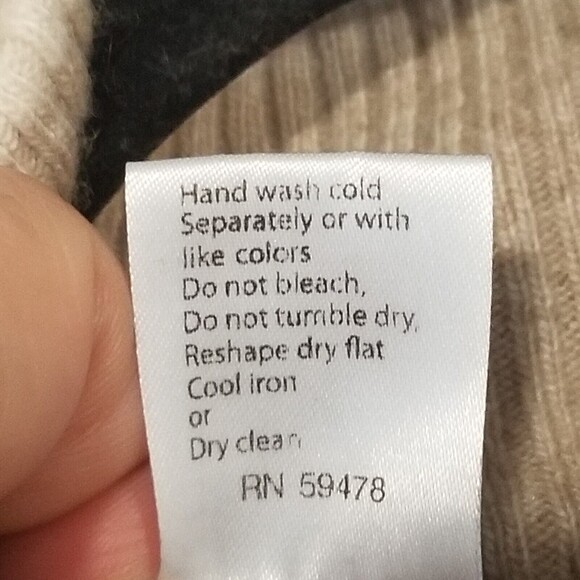 Hand wash cold
Separately or with
like colors
Do not bleach,
Do not tumble dry,
Reshape dry flat
Cool iron
or
Dry clean
RN 59478